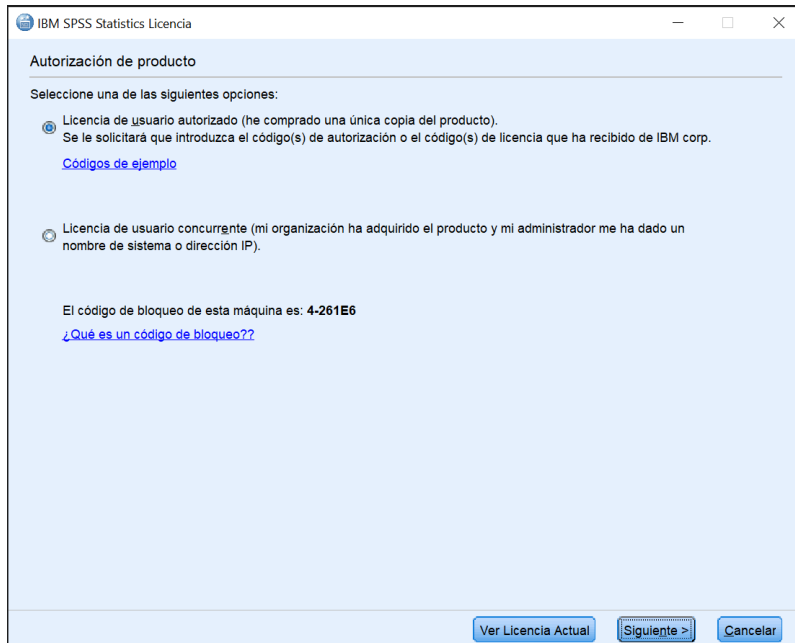 IBM SPSS Statistics Licencia
Autorización de producto
Seleccione una de las siguientes opciones:
Licencia de usuario autorizado (he comprado una única copia del producto).
Se le solicitará que introduzca el código(s) de autorización o el código(s) de licencia que ha recibido de IBM corp.
Códigos de ejemplo
Licencia de usuario concurrente (mi organización ha adquirido el producto y mi administrador me ha dado un
nombre de sistema o dirección IP).
El código de bloqueo de esta máquina es: 4-261E6
¿Qué es un código de bloqueo??
Ver Licencia Actual
Siguiente >
Cancelar